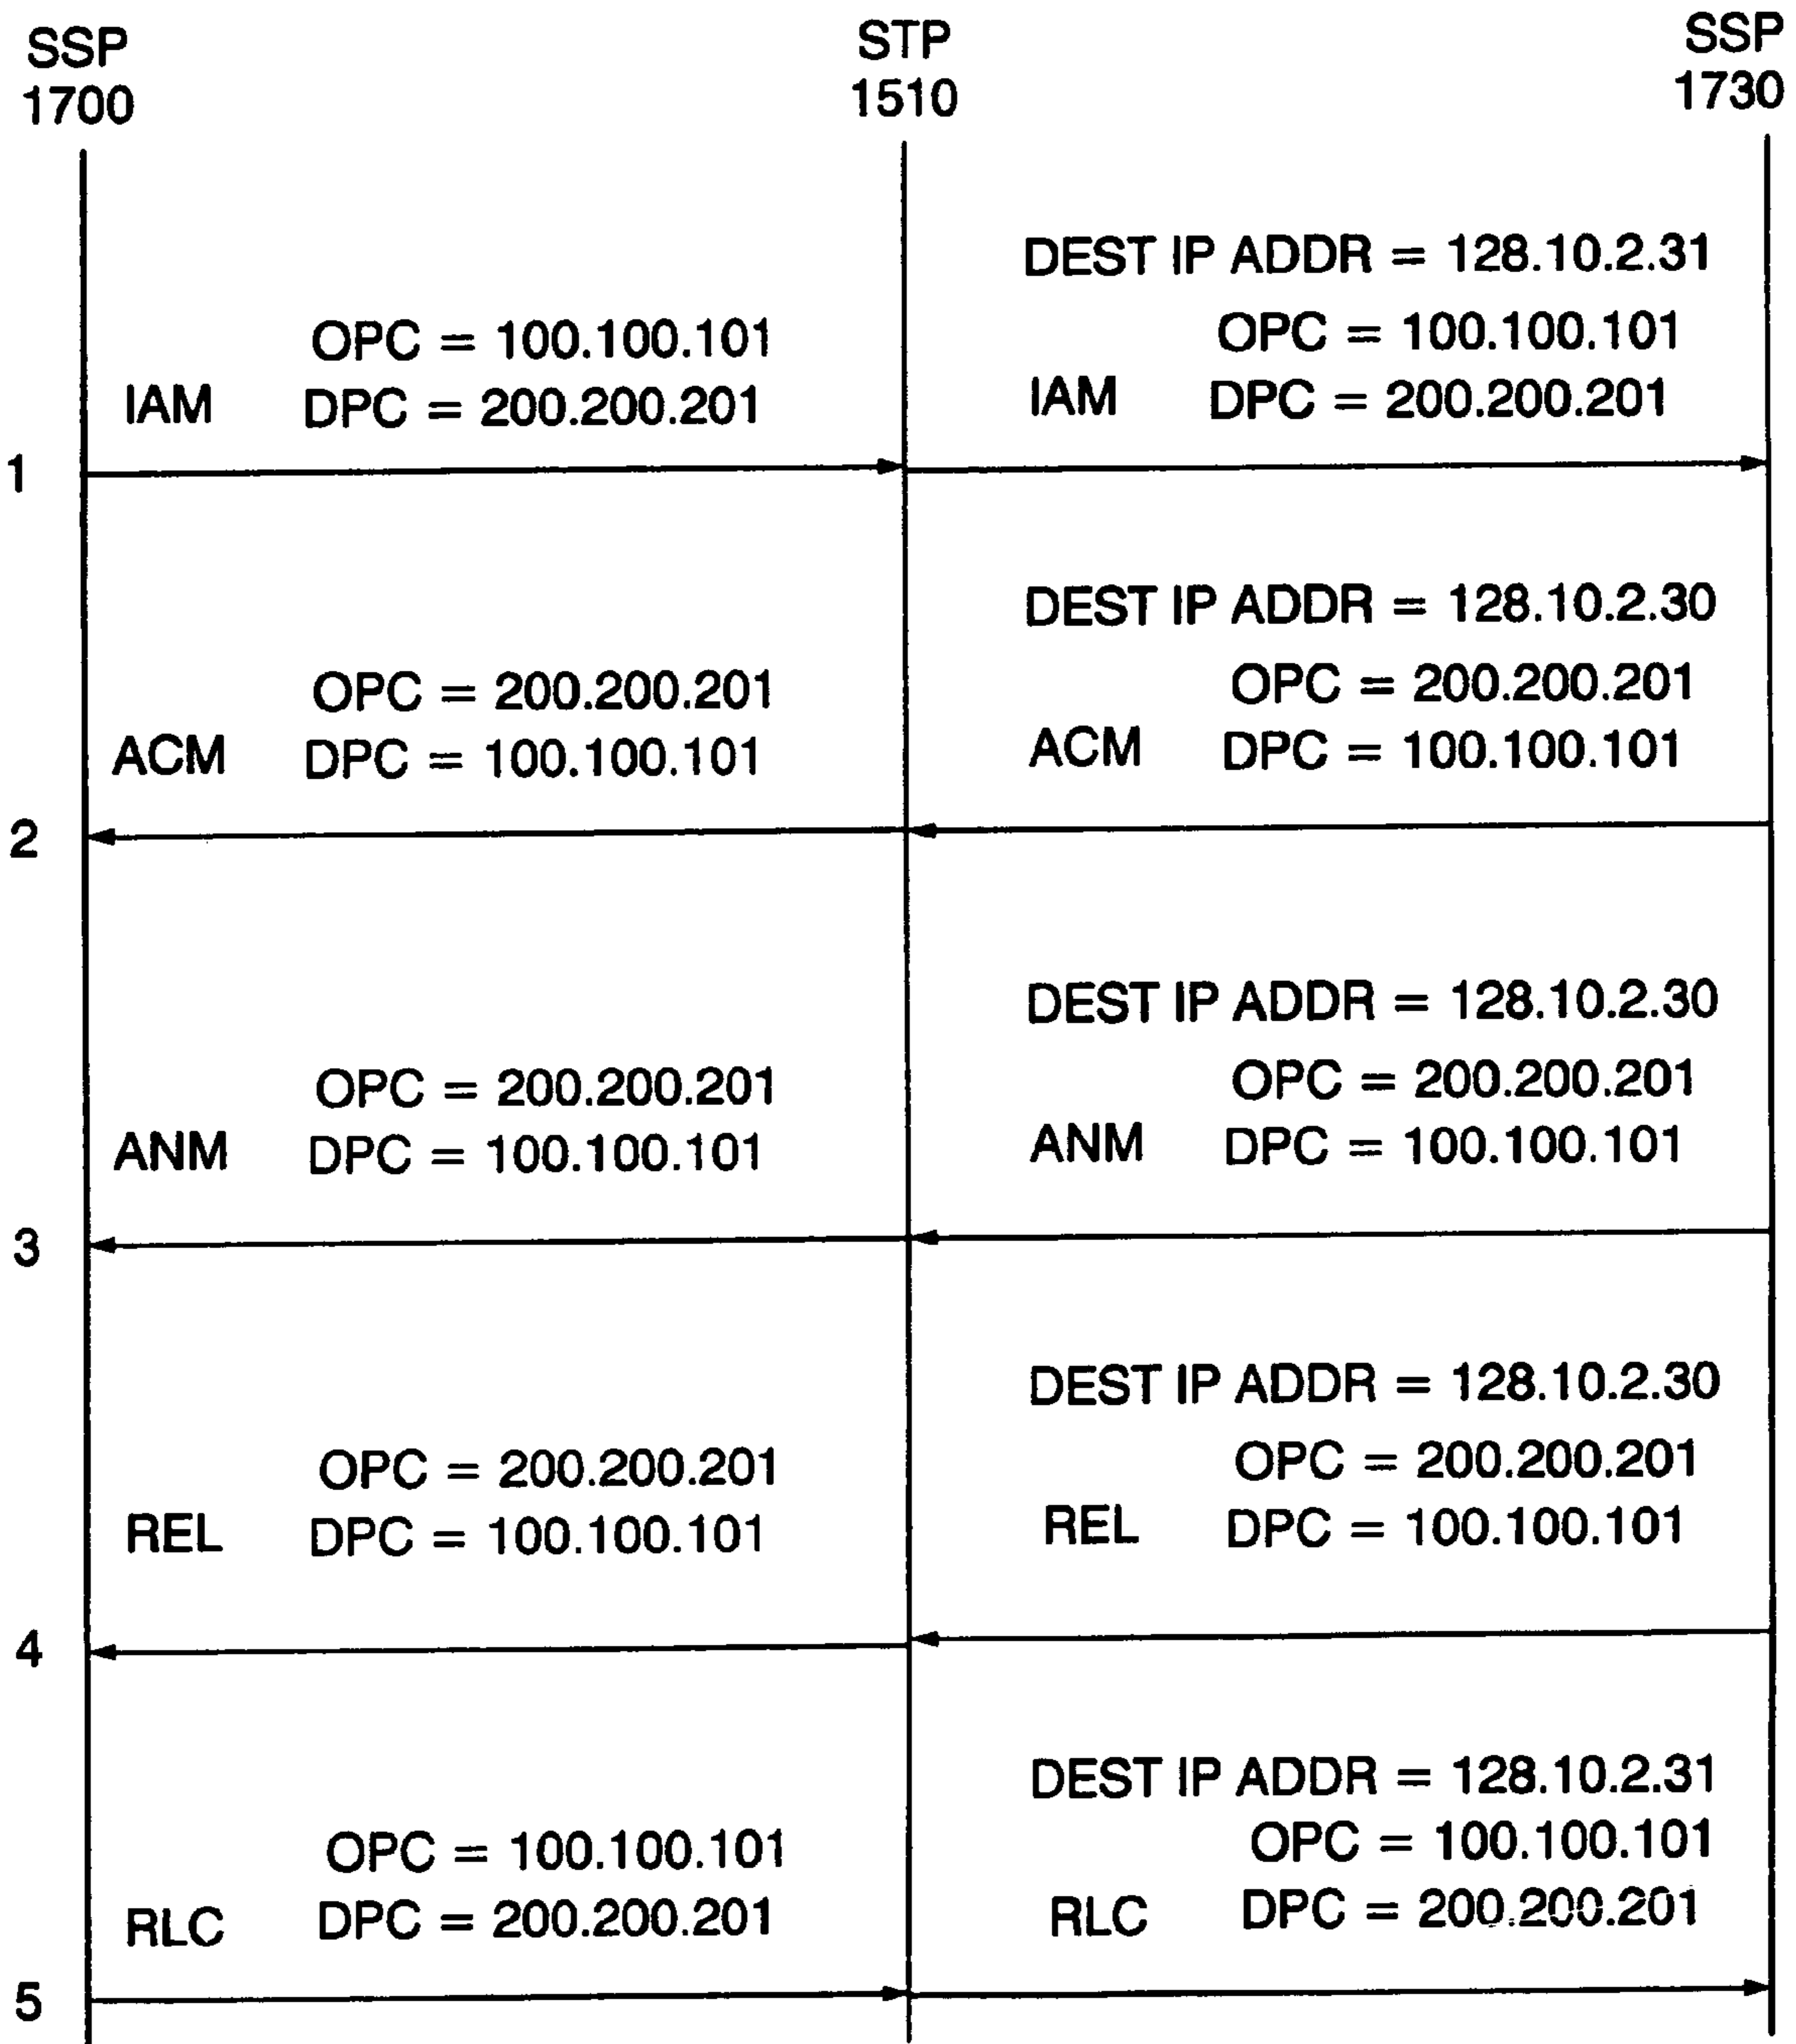 SSP
1700
STP
1510
SSP
1730
DEST IP ADDR = 128.10.2.31
OPC = 100.100.101
OPC = 100.100.101
IAM
DPC = 200.200.201
IAM
DPC = 200.200.201
1
DEST IP ADDR = 128.10.2.30
OPC = 200.200.201
OPC = 200.200.201
ACM
DPC = 100.100.101
ACM
DPC = 100.100.101
2
DEST IP ADDR = 128.10.2.30
OPC = 200.200.201
OPC = 200.200.201
ANM
DPC = 100.100.101
ANM
DPC = 100.100.101
3
DEST IP ADDR = 128.10.2.30
OPC = 200.200.201
OPC = 200.200.201
REL
DPC = 100.100.101
REL
DPC = 100.100.101
4
DEST IP ADDR = 128.10.2.31
OPC = 100.100.101
OPC = 100.100.101
RLC
DPC = 200.200.201
RLC
DPC = 200.200.201
5